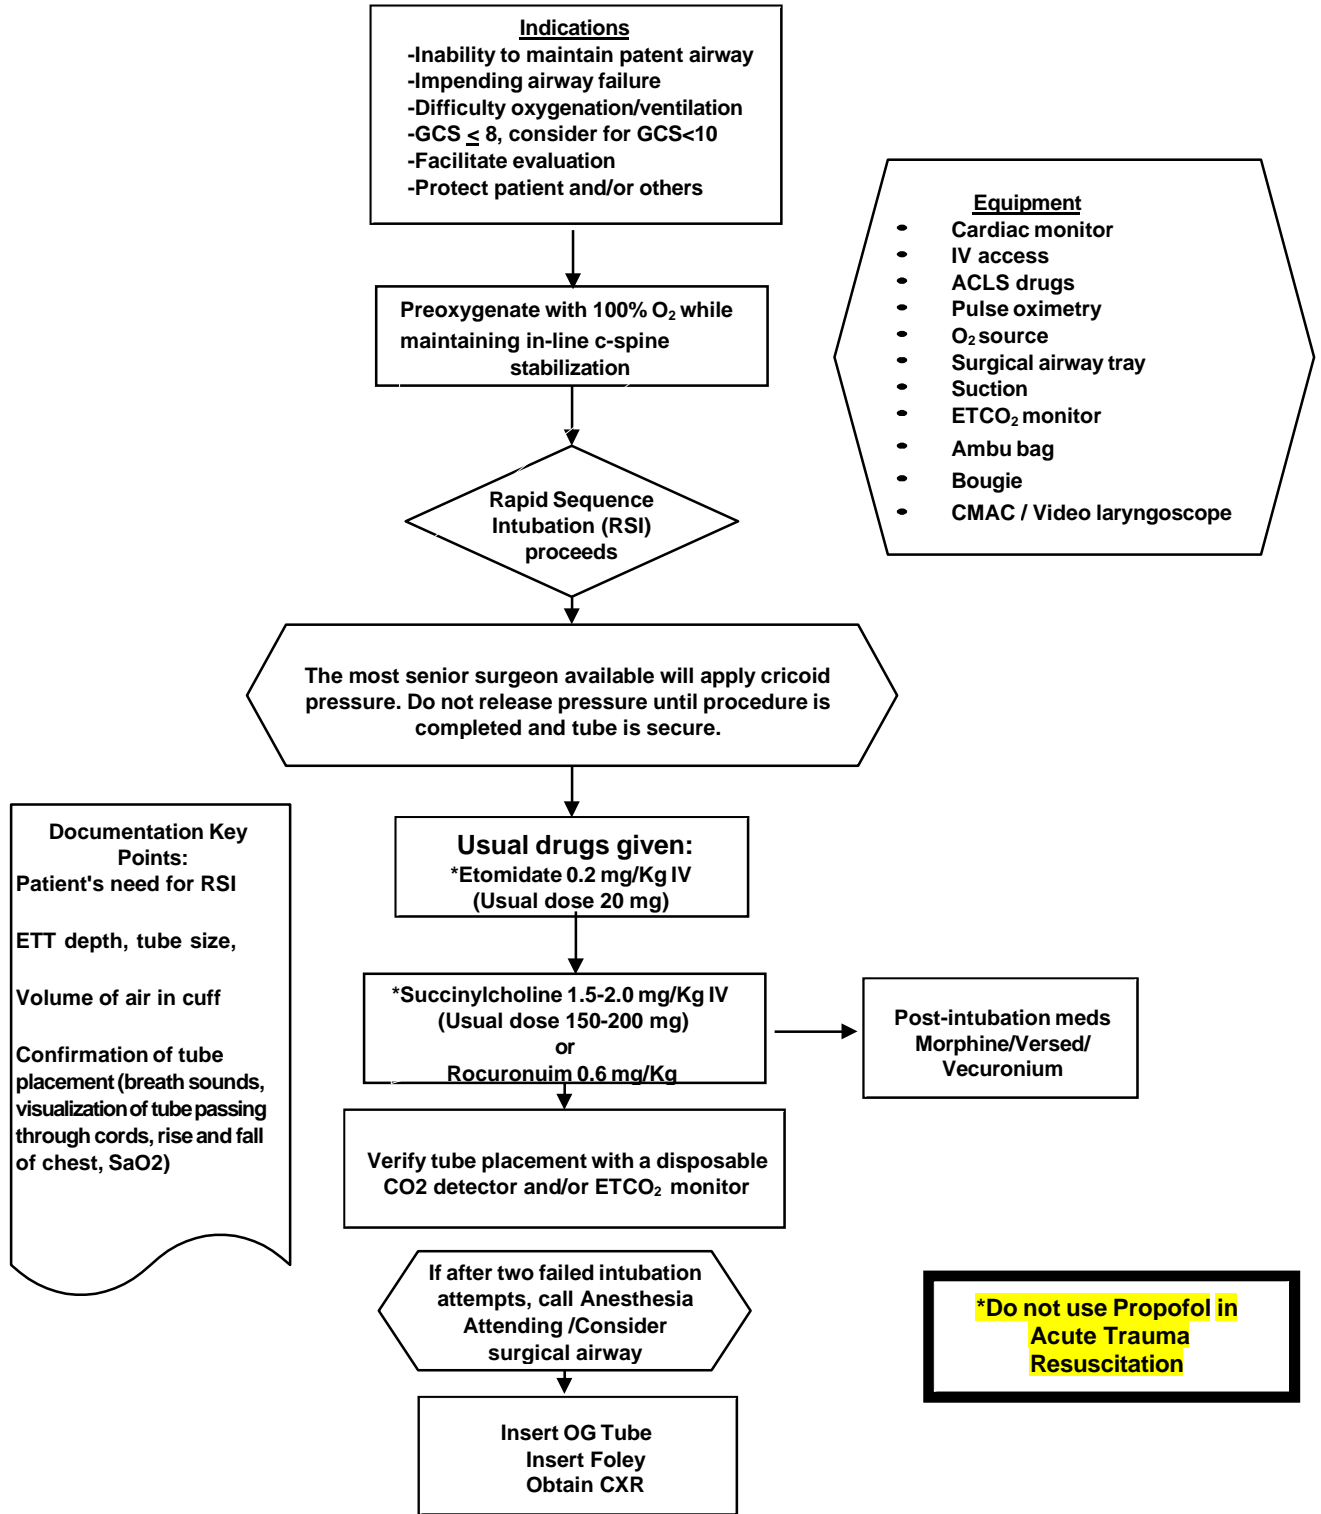 Indications
-Inability to maintain patent airway
-Impending airway failure
-Difficulty oxygenation/ventilation
-GCS ≤ 8, consider for GCS<10
-Facilitate evaluation
-Protect patient and/or others
Equipment
• Cardiac monitor
• IV access
• ACLS drugs
• Pulse oximetry
• O₂ source
• Surgical airway tray
• Suction
• ETCO₂ monitor
• Ambu bag
• Bougie
• CMAC / Video laryngoscope
Preoxygenate with 100% O₂ while
maintaining in-line c-spine
stabilization
Rapid Sequence
Intubation (RSI)
proceeds
The most senior surgeon available will apply cricoid
pressure. Do not release pressure until procedure is
completed and tube is secure.
Documentation Key
Points:
Patient's need for RSI
ETT depth, tube size,
Volume of air in cuff
Confirmation of tube
placement (breath sounds,
visualization of tube passing
through cords, rise and fall
of chest, SaO2)
Usual drugs given:
*Etomidate 0.2 mg/Kg IV
(Usual dose 20 mg)
*Succinylcholine 1.5-2.0 mg/Kg IV
(Usual dose 150-200 mg)
or
Rocuronuim 0.6 mg/Kg
Post-intubation meds
Morphine/Versed/
Vecuronium
Verify tube placement with a disposable
CO2 detector and/or ETCO₂ monitor
If after two failed intubation
attempts, call Anesthesia
Attending /Consider
surgical airway
*Do not use Propofol in
Acute Trauma
Resuscitation
Insert OG Tube
Insert Foley
Obtain CXR